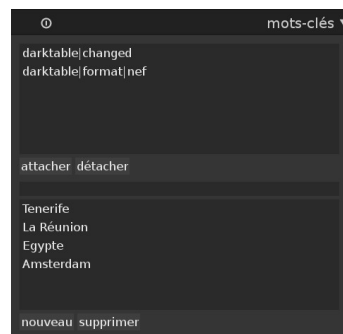 mots-clés
darktable|changed
darktable|format|nef
attacher détacher
Tenerife
La Réunion
Egypte
Amsterdam
nouveau supprimer